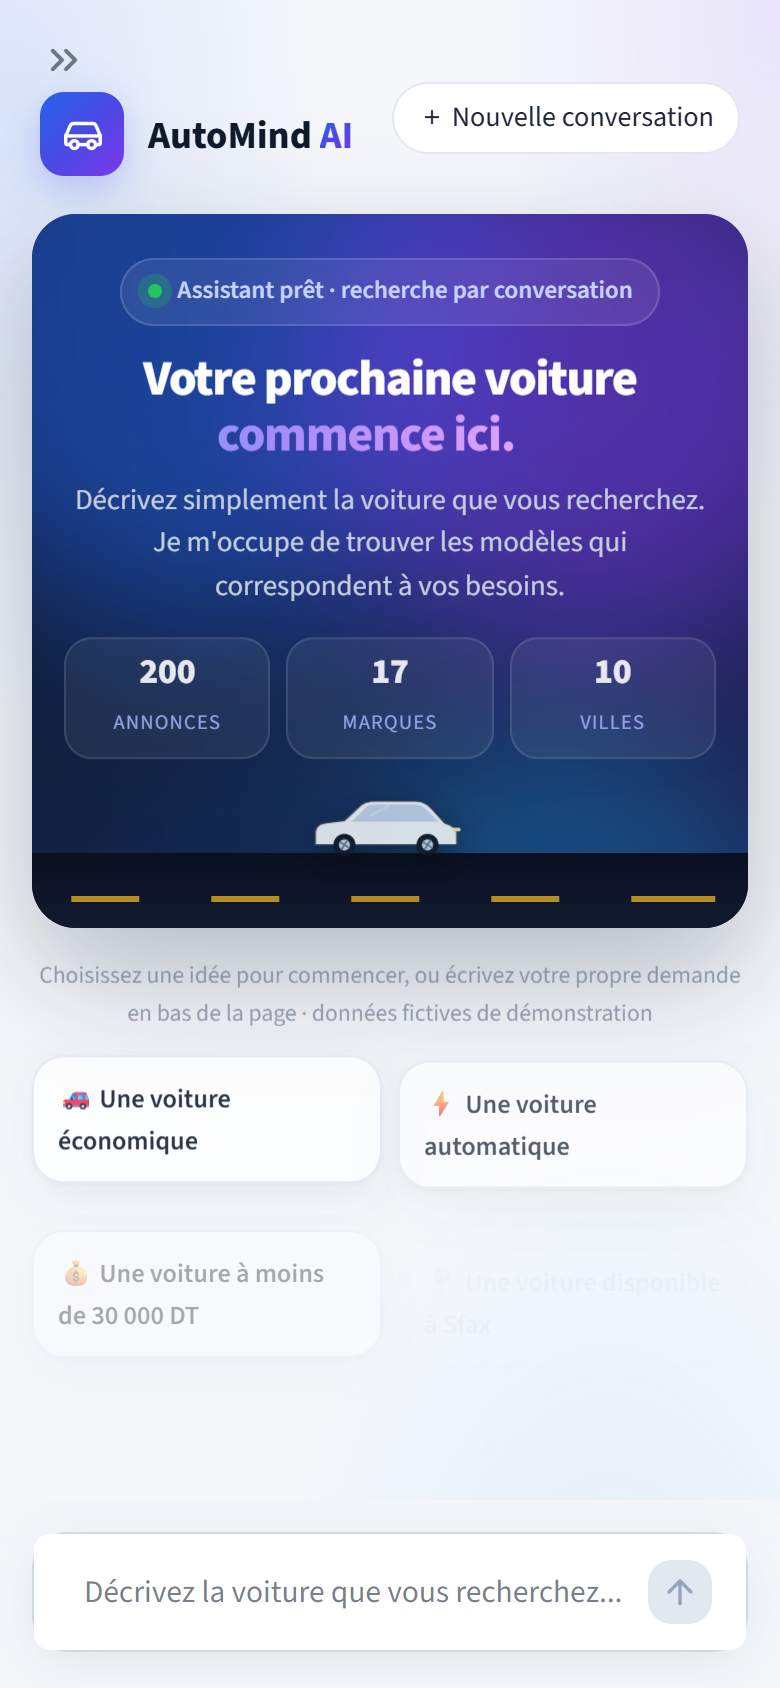 AutoMind AI
+ Nouvelle conversation
Assistant prêt · recherche par conversation
Votre prochaine voiture
commence ici.
Décrivez simplement la voiture que vous recherchez.
Je m'occupe de trouver les modèles qui
correspondent à vos besoins.
200
ANNONCES
17
MARQUES
10
VILLES
Choisissez une idée pour commencer, ou écrivez votre propre demande
en bas de la page · données fictives de démonstration
Une voiture
économique
Une voiture
automatique
Une voiture à moins
de 30 000 DT
Une voiture disponible
à Sfax
Décrivez la voiture que vous recherchez...